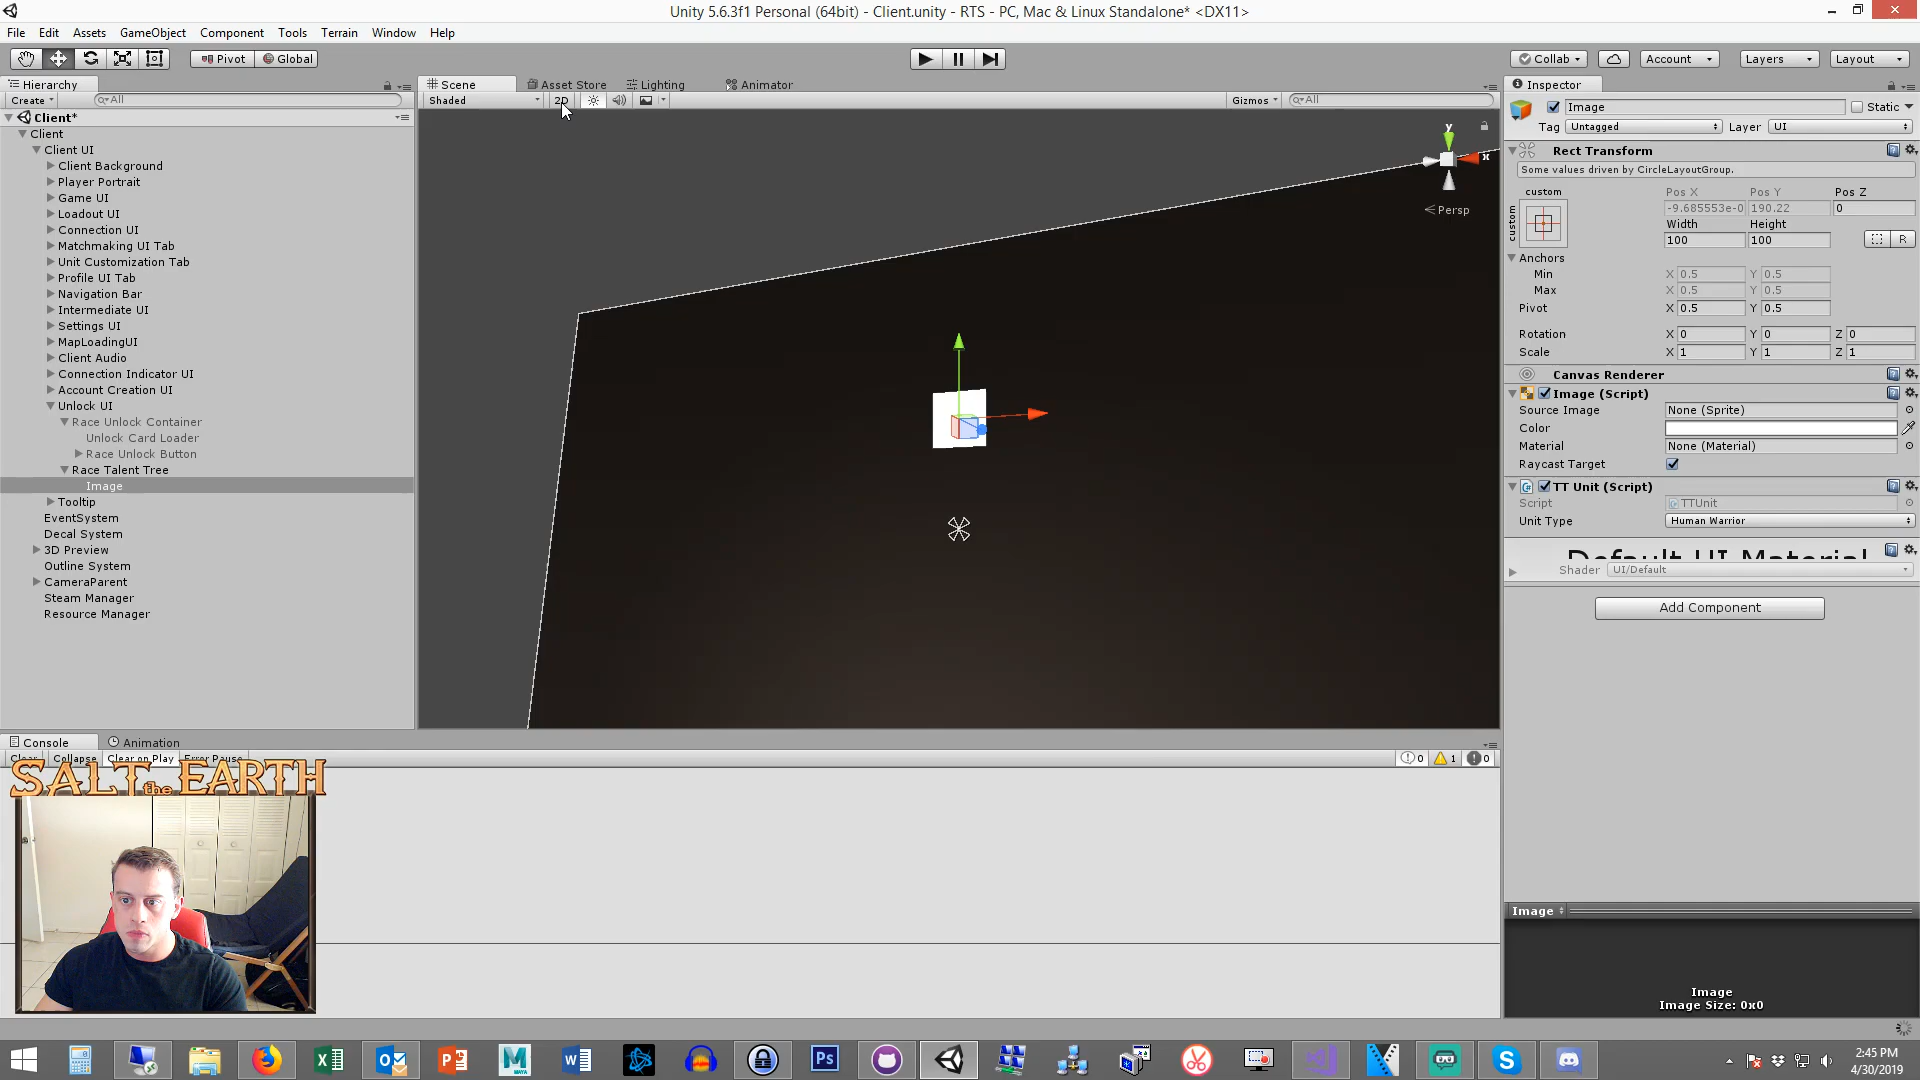 Unity 5.6.3f1 Personal (64bit) - Client.unity - RTS - PC, Mac & Linux Standalone* <DX11>
File Edit Assets GameObject Component Tools Terrain Window Help
Pivot Global Collab Account Layers Layout
Hierarchy
Scene Asset Store Lighting Animator
Inspector
Create All
Shaded 2D Gizmos All
Image Static
Tag Untagged Layer UI
Client*
Client
Client UI
Client Background
Player Portrait
Game UI
Loadout UI
Connection UI
Matchmaking UI Tab
Unit Customization Tab
Profile UI Tab
Navigation Bar
Intermediate UI
Settings UI
MapLoadingUI
Client Audio
Connection Indicator UI
Account Creation UI
Unlock UI
Race Unlock Container
Unlock Card Loader
Race Unlock Button
Race Talent Tree
Image
Tooltip
EventSystem
Decal System
3D Preview
Outline System
CameraParent
Steam Manager
Resource Manager
y
x
Persp
Rect Transform
Some values driven by CircleLayoutGroup.
custom Pos X Pos Y Pos Z
custom
-9.685553e-0 190.22 0
Width Height
100 100 R
Anchors
Min X 0.5 Y 0.5
Max X 0.5 Y 0.5
Pivot X 0.5 Y 0.5
Rotation X 0 Y 0 Z 0
Scale X 1 Y 1 Z 1
Canvas Renderer
Image (Script)
Source Image None (Sprite)
Color
Material None (Material)
Raycast Target
TT Unit (Script)
Script TTUnit
Unit Type Human Warrior
Default UI Material
Shader UI/Default
Add Component
Console Animation
Clear Collapse Clear on Play Error Pause 0 1 0
SALT the EARTH
Image
Image
Image Size: 0x0
MAYA
Ps
2:45 PM
4/30/2019